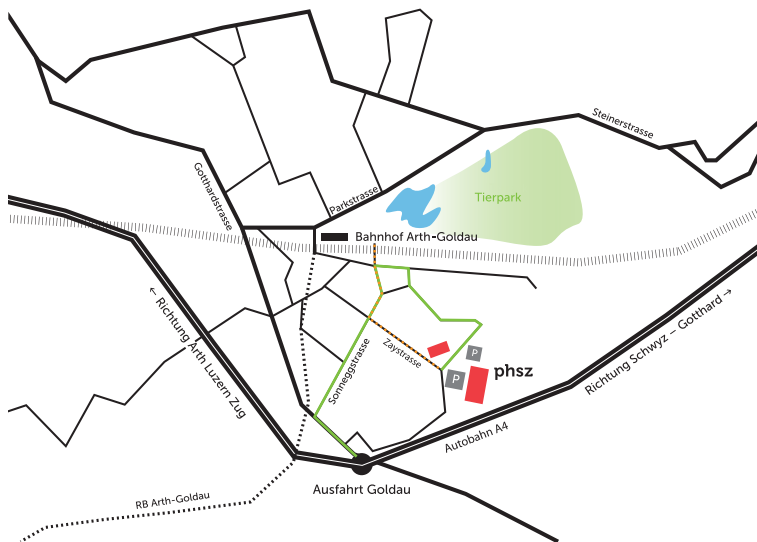 Steinerstrasse
Gotthardstrasse
Parkstrasse
Tierpark
Bahnhof Arth-Goldau
← Richtung Arth Luzern Zug
Richtung Schwyz – Gotthard →
Sonneggstrasse
Zaystrasse
P
P
phsz
Autobahn A4
Ausfahrt Goldau
RB Arth-Goldau